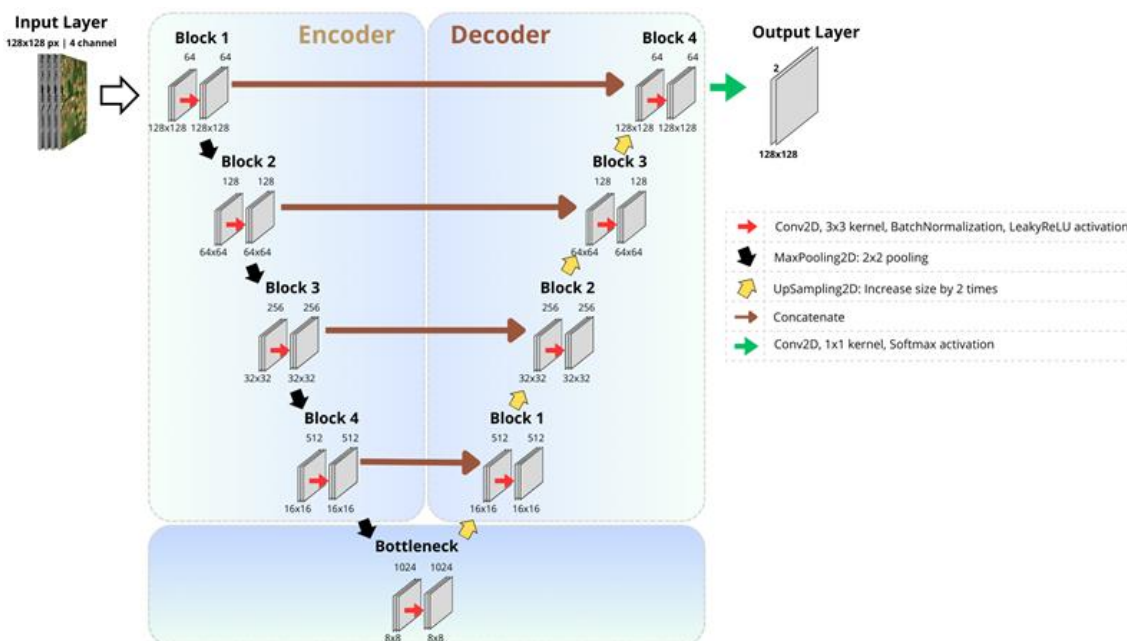 Input Layer
128x128 px | 4 channel
Encoder
Decoder
Block 1
64 64
128x128 128x128
Block 2
128 128
64x64 64x64
Block 3
256 256
32x32 32x32
Block 4
512 512
16x16 16x16
Bottleneck
1024 1024
8x8 8x8
Block 1
512 512
16x16 16x16
Block 2
256 256
32x32 32x32
Block 3
128 128
64x64 64x64
Block 4
64 64
128x128 128x128
Output Layer
2
128x128
Conv2D, 3x3 kernel, BatchNormalization, LeakyReLU activation
MaxPooling2D: 2x2 pooling
UpSampling2D: Increase size by 2 times
Concatenate
Conv2D, 1x1 kernel, Softmax activation